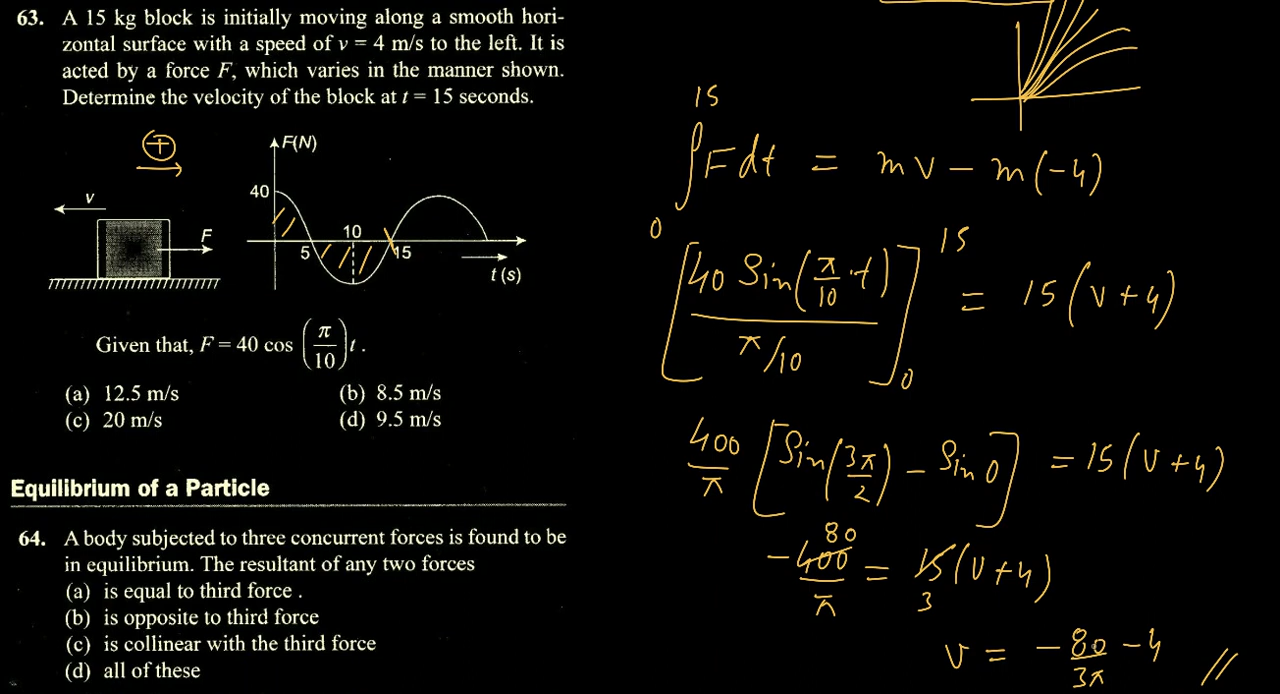 63. A 15 kg block is initially moving along a smooth hori-
zontal surface with a speed of v = 4 m/s to the left. It is
acted by a force F, which varies in the manner shown.
Determine the velocity of the block at t = 15 seconds.
+
v
F
F(N)
40
10
5
15
t (s)
Given that, F = 40 cos (π/10) t .
(a) 12.5 m/s (b) 8.5 m/s
(c) 20 m/s (d) 9.5 m/s
Equilibrium of a Particle
64. A body subjected to three concurrent forces is found to be
in equilibrium. The resultant of any two forces
(a) is equal to third force .
(b) is opposite to third force
(c) is collinear with the third force
(d) all of these
∫₀¹⁵ F dt = mv − m(−4)
[40 Sin(π/10 · t) / π/10]₀¹⁵ = 15 (v+4)
400/π [Sin(3π/2) − Sin 0] = 15 (v+4)
80
−400/π = 15 (v+4)
3
v = −80/3π − 4 //